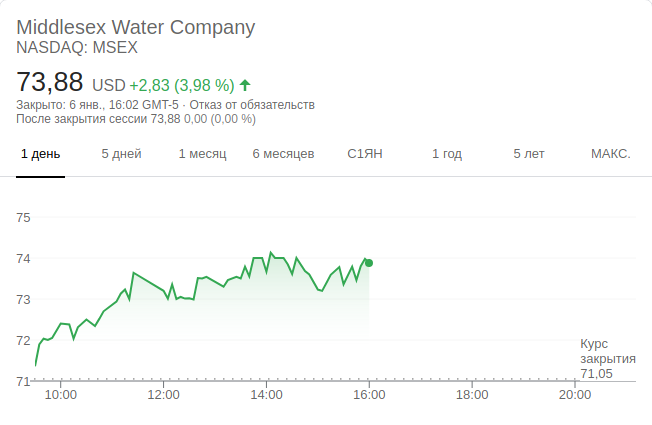 Middlesex Water Company
NASDAQ: MSEX
73,88 USD +2,83 (3,98 %)
Закрыто: 6 янв., 16:02 GMT-5 · Отказ от обязательств
После закрытия сессии 73,88 0,00 (0,00 %)
1 день 5 дней 1 месяц 6 месяцев С1ЯН 1 год 5 лет МАКС.
75
74
73
72
71
Курс
закрытия
71,05
10:00 12:00 14:00 16:00 18:00 20:00